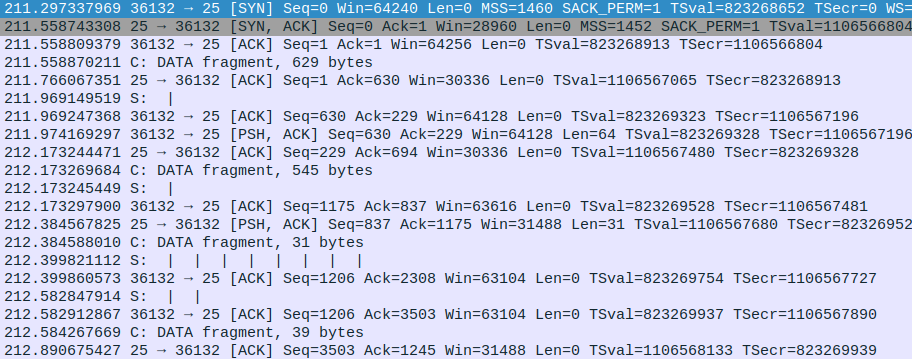 211.297337969 36132 → 25 [SYN] Seq=0 Win=64240 Len=0 MSS=1460 SACK_PERM=1 TSval=823268652 TSecr=0 WS=
211.558743308 25 → 36132 [SYN, ACK] Seq=0 Ack=1 Win=28960 Len=0 MSS=1452 SACK_PERM=1 TSval=1106566804
211.558809379 36132 → 25 [ACK] Seq=1 Ack=1 Win=64256 Len=0 TSval=823268913 TSecr=1106566804
211.558870211 C: DATA fragment, 629 bytes
211.766067351 25 → 36132 [ACK] Seq=1 Ack=630 Win=30336 Len=0 TSval=1106567065 TSecr=823268913
211.969149519 S:  |
211.969247368 36132 → 25 [ACK] Seq=630 Ack=229 Win=64128 Len=0 TSval=823269323 TSecr=1106567196
211.974169297 36132 → 25 [PSH, ACK] Seq=630 Ack=229 Win=64128 Len=64 TSval=823269328 TSecr=1106567196
212.173244471 25 → 36132 [ACK] Seq=229 Ack=694 Win=30336 Len=0 TSval=1106567480 TSecr=823269328
212.173269684 C: DATA fragment, 545 bytes
212.173245449 S:  |
212.173297900 36132 → 25 [ACK] Seq=1175 Ack=837 Win=63616 Len=0 TSval=823269528 TSecr=1106567481
212.384567825 25 → 36132 [PSH, ACK] Seq=837 Ack=1175 Win=31488 Len=31 TSval=1106567680 TSecr=82326952
212.384588010 C: DATA fragment, 31 bytes
212.399821112 S:  |  |  |  |  |  |  |  |
212.399860573 36132 → 25 [ACK] Seq=1206 Ack=2308 Win=63104 Len=0 TSval=823269754 TSecr=1106567727
212.582847914 S:  |  |
212.582912867 36132 → 25 [ACK] Seq=1206 Ack=3503 Win=63104 Len=0 TSval=823269937 TSecr=1106567890
212.584267669 C: DATA fragment, 39 bytes
212.890675427 25 → 36132 [ACK] Seq=3503 Ack=1245 Win=31488 Len=0 TSval=1106568133 TSecr=823269939